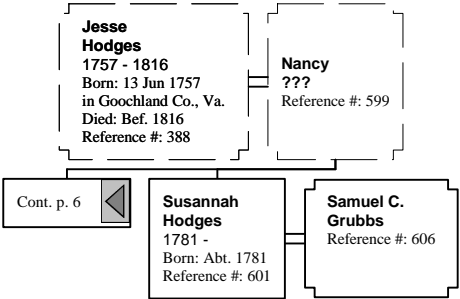 Jesse
Hodges
1757 - 1816
Born: 13 Jun 1757
in Goochland Co., Va.
Died: Bef. 1816
Reference #: 388
Nancy
???
Reference #: 599
Cont. p. 6
Susannah
Hodges
1781 -
Born: Abt. 1781
Reference #: 601
Samuel C.
Grubbs
Reference #: 606